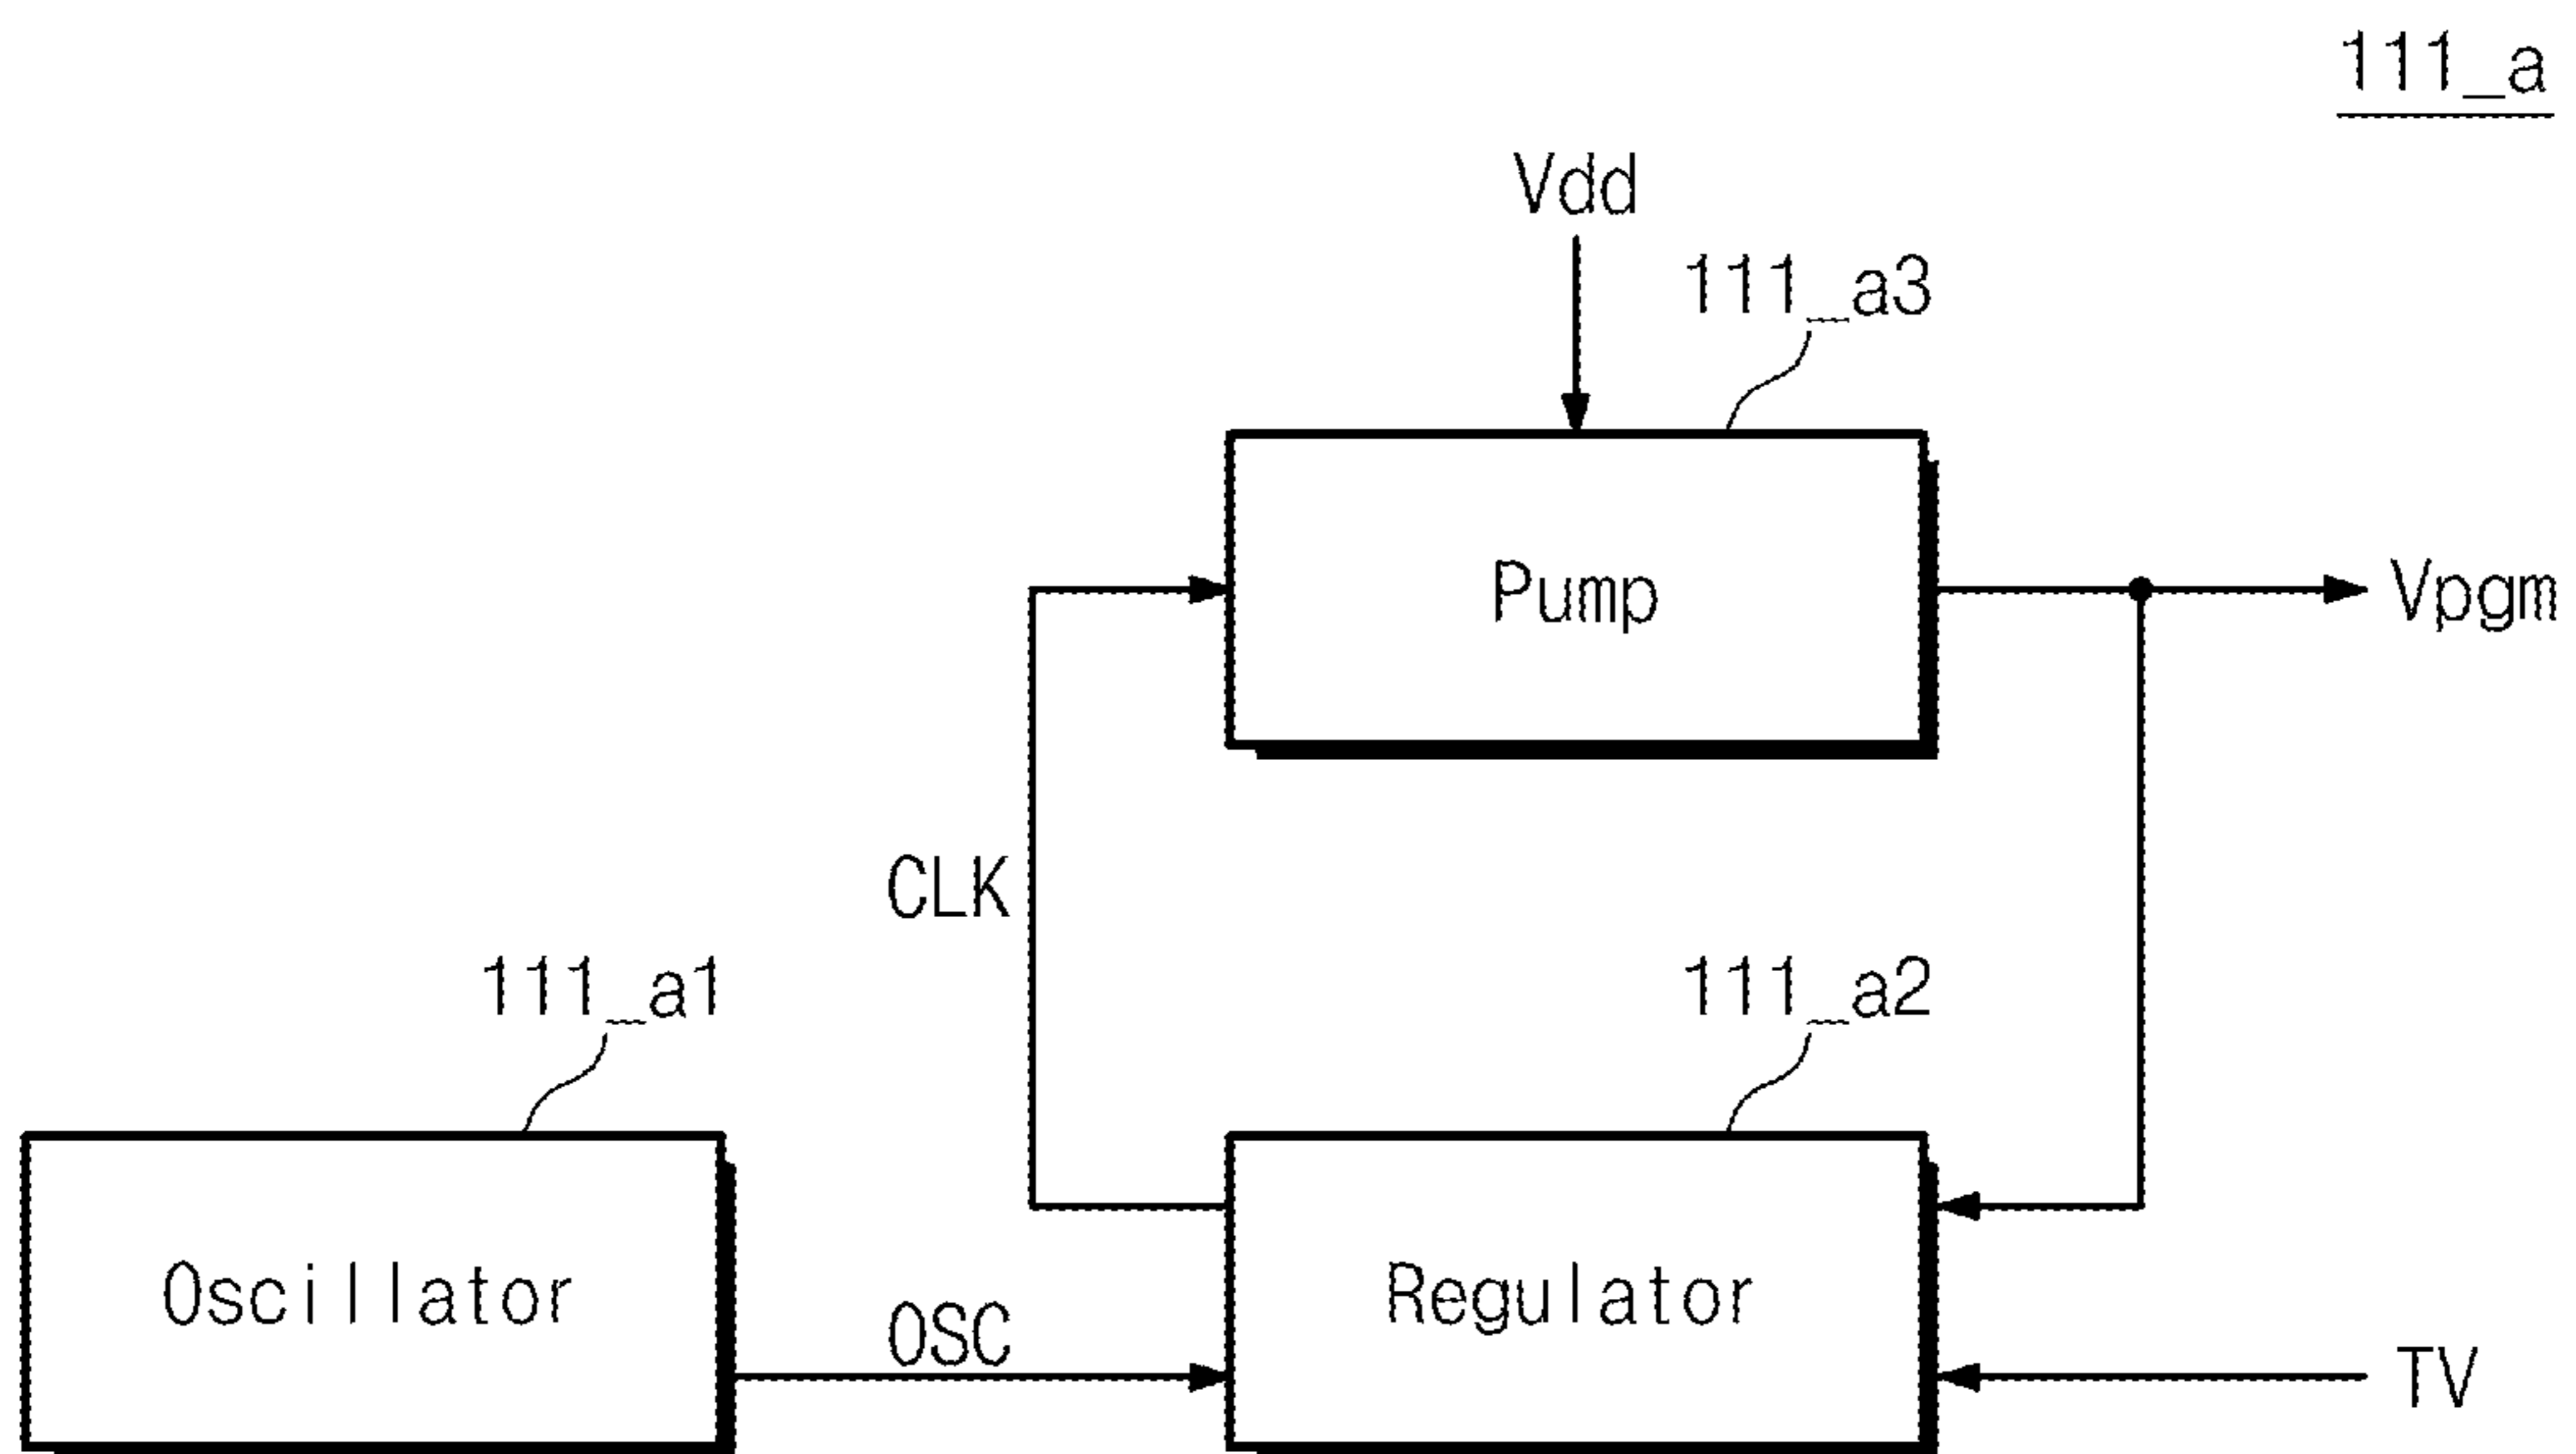 111_a
Vdd
111_a3
Pump
Vpgm
CLK
111_a1
111_a2
Oscillator
OSC
Regulator
TV